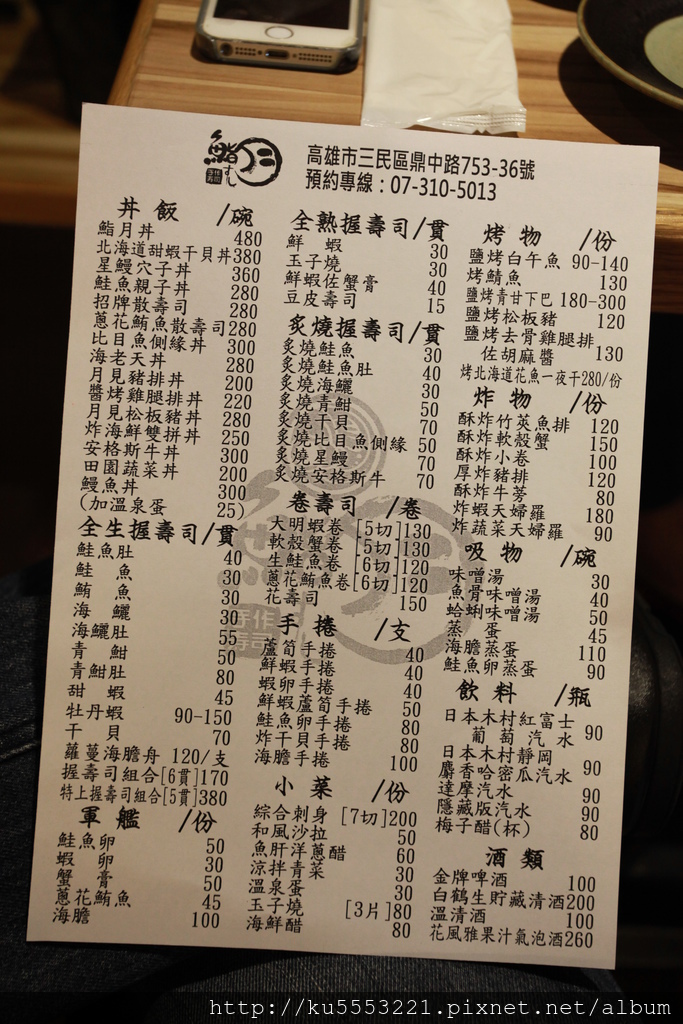 鮨 すし
高雄市三民區鼎中路753-36號
預約專線：07-310-5013
丼飯 /碗
鮨月丼 480
北海道甜蝦干貝丼 380
星鰻穴子丼 360
鮭魚親子丼 280
招牌散壽司 280
蔥花鮪魚散壽司 280
比目魚側緣丼 300
海老天丼 280
月見豬排丼 200
醬烤雞腿排丼 220
月見松板豬丼 280
炸海鮮雙拼丼 250
安格斯牛丼 300
田園蔬菜丼 200
鰻魚丼 300
(加溫泉蛋 25)
全生握壽司/貫
鮭魚肚 40
鮭魚 30
鮪魚 30
海鱺 30
海鱺肚 55
青魽 50
青魽肚 80
甜蝦 45
牡丹蝦 90-150
干貝 70
蘿蔓海膽舟 120/支
握壽司組合[6貫]170
特上握壽司組合[5貫]380
軍艦 /份
鮭魚卵 50
蝦卵 30
蟹膏 50
蔥花鮪魚 45
海膽 100
全熟握壽司/貫
鮮蝦 30
玉子燒 30
鮮蝦佐蟹膏 40
豆皮壽司 15
炙燒握壽司/貫
炙燒鮭魚 30
炙燒鮭魚肚 40
炙燒海鱺 30
炙燒青魽 50
炙燒干貝 70
炙燒比目魚側緣 50
炙燒星鰻 70
炙燒安格斯牛 70
卷壽司 /卷
大明蝦卷[5切]130
軟殼蟹卷[5切]130
生鮭魚卷[6切]120
蔥花鮪魚卷[6切]120
花壽司 150
手捲 /支
蘆筍手捲 40
鮮蝦手捲 40
蝦卵手捲 40
鮮蝦蘆筍手捲 50
鮭魚卵手捲 80
炸干貝手捲 80
海膽手捲 100
小菜 /份
綜合刺身 [7切]200
和風沙拉 50
魚肝洋蔥醋 60
涼拌青菜 30
溫泉蛋 30
玉子燒 [3片]80
海鮮醋 80
烤物 /份
鹽烤白午魚 90-140
烤鯖魚 130
鹽烤青甘下巴 180-300
鹽烤松板豬 120
鹽烤去骨雞腿排
佐胡麻醬 130
烤北海道花魚一夜干280/份
炸物 /份
酥炸竹莢魚排 120
酥炸軟殼蟹 150
酥炸小卷 100
厚炸豬排 120
酥炸牛蒡 80
炸蝦天婦羅 180
炸蔬菜天婦羅 90
吸物 /碗
味噌湯 30
魚骨味噌湯 40
蛤蜊味噌湯 50
蒸蛋 45
海膽蒸蛋 110
鮭魚卵蒸蛋 90
飲料 /瓶
日本木村紅富士
葡萄汽水 90
日本木村靜岡
麝香哈密瓜汽水 90
達摩汽水 90
隱藏版汽水 90
梅子醋(杯) 80
酒類
金牌啤酒 100
白鶴生貯藏清酒200
溫清酒 100
花風雅果汁氣泡酒260
手作
壽司
http://ku5553221.pixnet.net/album